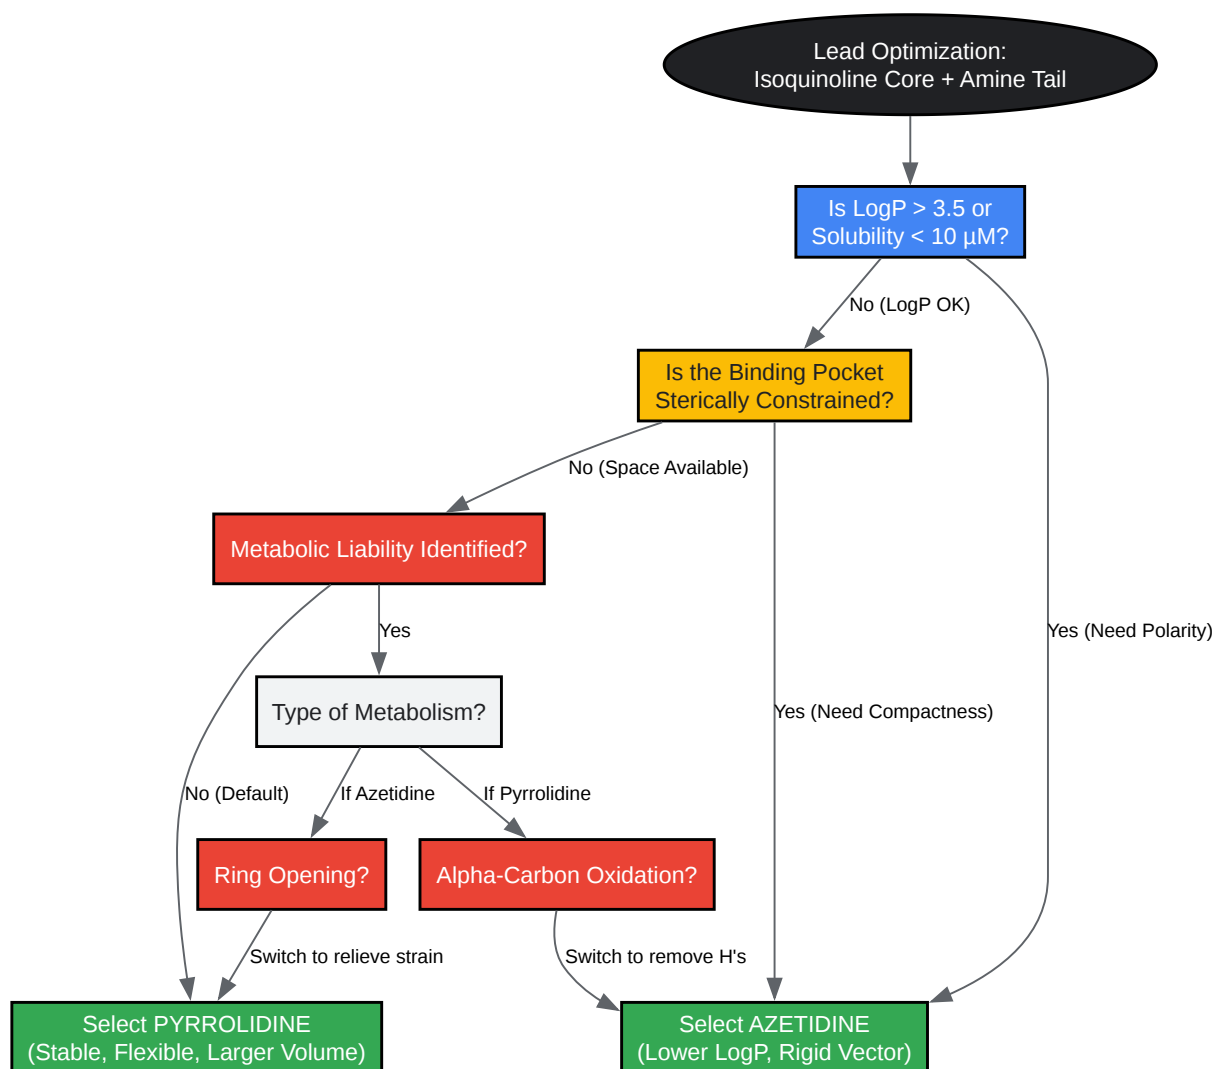 Lead Optimization:
Isoquinoline Core + Amine Tail
Is LogP > 3.5 or
Solubility < 10 µM?
No (LogP OK)
Is the Binding Pocket
Sterically Constrained?
No (Space Available)
Metabolic Liability Identified?
Yes
Yes (Need Polarity)
Type of Metabolism?
Yes (Need Compactness)
No (Default)
If Azetidine
If Pyrrolidine
Ring Opening?
Alpha-Carbon Oxidation?
Switch to relieve strain
Switch to remove H's
Select PYRROLIDINE
(Stable, Flexible, Larger Volume)
Select AZETIDINE
(Lower LogP, Rigid Vector)